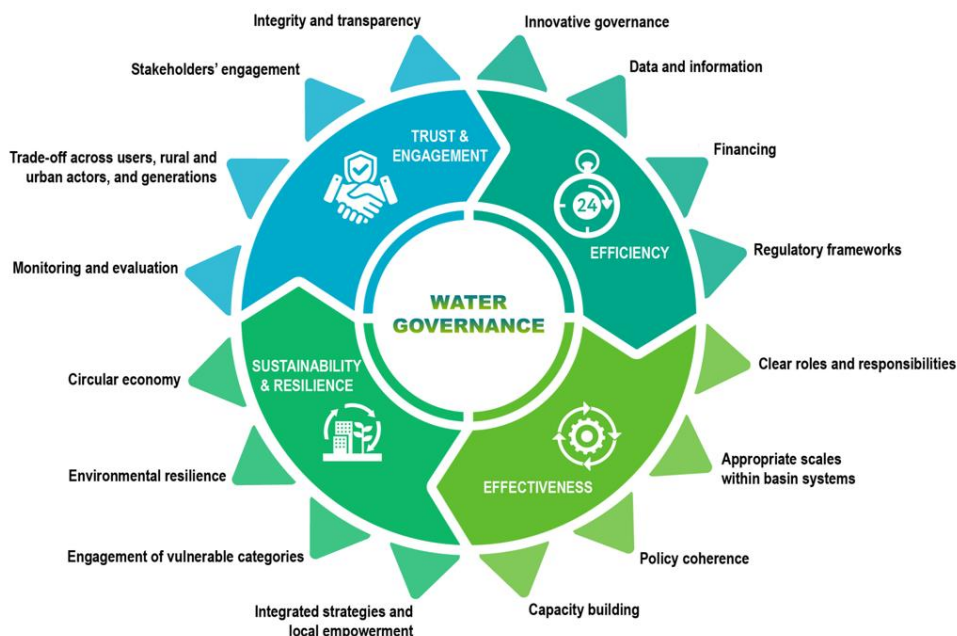 Integrity and transparency
Innovative governance
Stakeholders’ engagement
Data and information
TRUST &
ENGAGEMENT
Trade-off across users, rural and
urban actors, and generations
Financing
24
EFFICIENCY
Regulatory frameworks
Monitoring and evaluation
WATER
GOVERNANCE
Clear roles and responsibilities
SUSTAINABILITY
& RESILIENCE
Circular economy
Appropriate scales
within basin systems
Environmental resilience
EFFECTIVENESS
Engagement of vulnerable categories
Policy coherence
Integrated strategies and
local empowerment
Capacity building